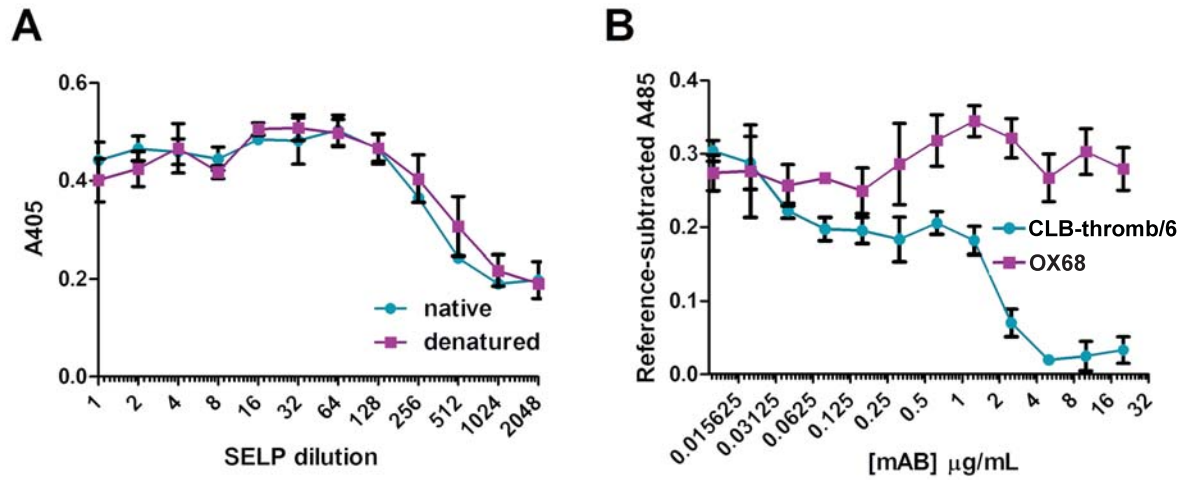 A
0.6
0.4
0.2
0.0
A405
1 2 4 8 16 32 64 128 256 512 1024 2048
SELP dilution
native
denatured
B
0.4
0.3
0.2
0.1
0.0
Reference-subtracted A485
0.015625 0.03125 0.0625 0.125 0.25 0.5 1 2 4 8 16 32
[mAB] μg/mL
CLB-thromb/6
OX68